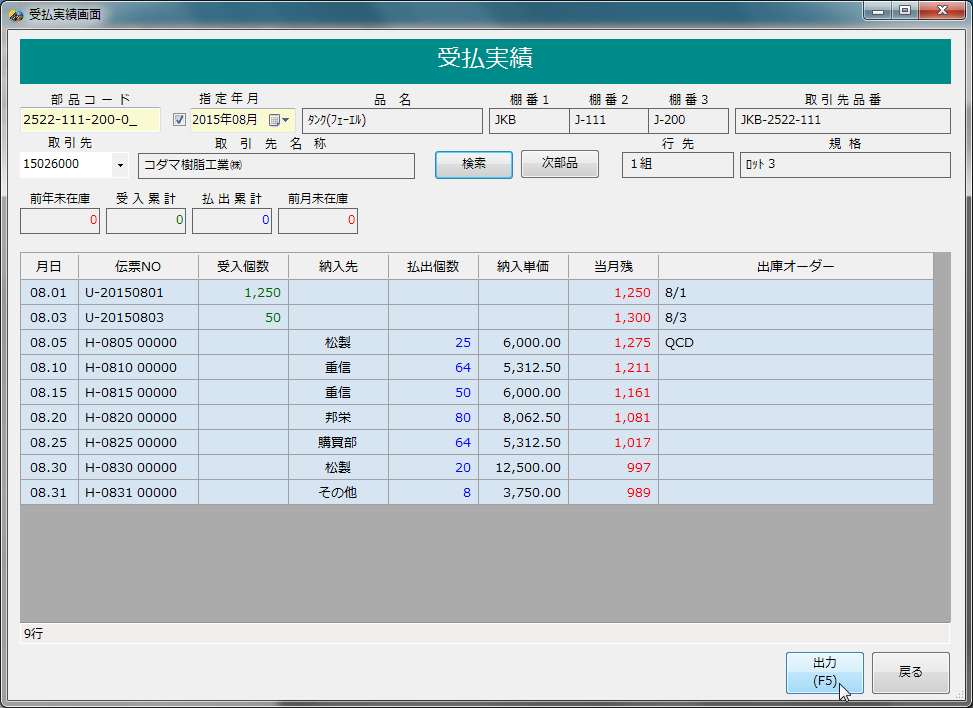 受払実績画面
受払実績
部品コード 指定年月 品 名 棚番1 棚番2 棚番3 取引先品番
2522-111-200-0_ 2015年08月 ﾀﾝｸ(ﾌｭｰｴﾙ) JKB J-111 J-200 JKB-2522-111
取引先 取 引 先 名 称 行先 規格
15026000 コダマ樹脂工業㈱ 検索 次部品 1組 ﾛｯﾄ 3
前年末在庫 受入累計 払出累計 前月末在庫
0 0 0 0
月日 伝票NO 受入個数 納入先 払出個数 納入単価 当月残 出庫オーダー
08.01 U-20150801 1,250 1,250 8/1
08.03 U-20150803 50 1,300 8/3
08.05 H-0805 00000 松製 25 6,000.00 1,275 QCD
08.10 H-0810 00000 重信 64 5,312.50 1,211
08.15 H-0815 00000 重信 50 6,000.00 1,161
08.20 H-0820 00000 邦栄 80 8,062.50 1,081
08.25 H-0825 00000 購買部 64 5,312.50 1,017
08.30 H-0830 00000 松製 20 12,500.00 997
08.31 H-0831 00000 その他 8 3,750.00 989
9行
出力
(F5)
戻る